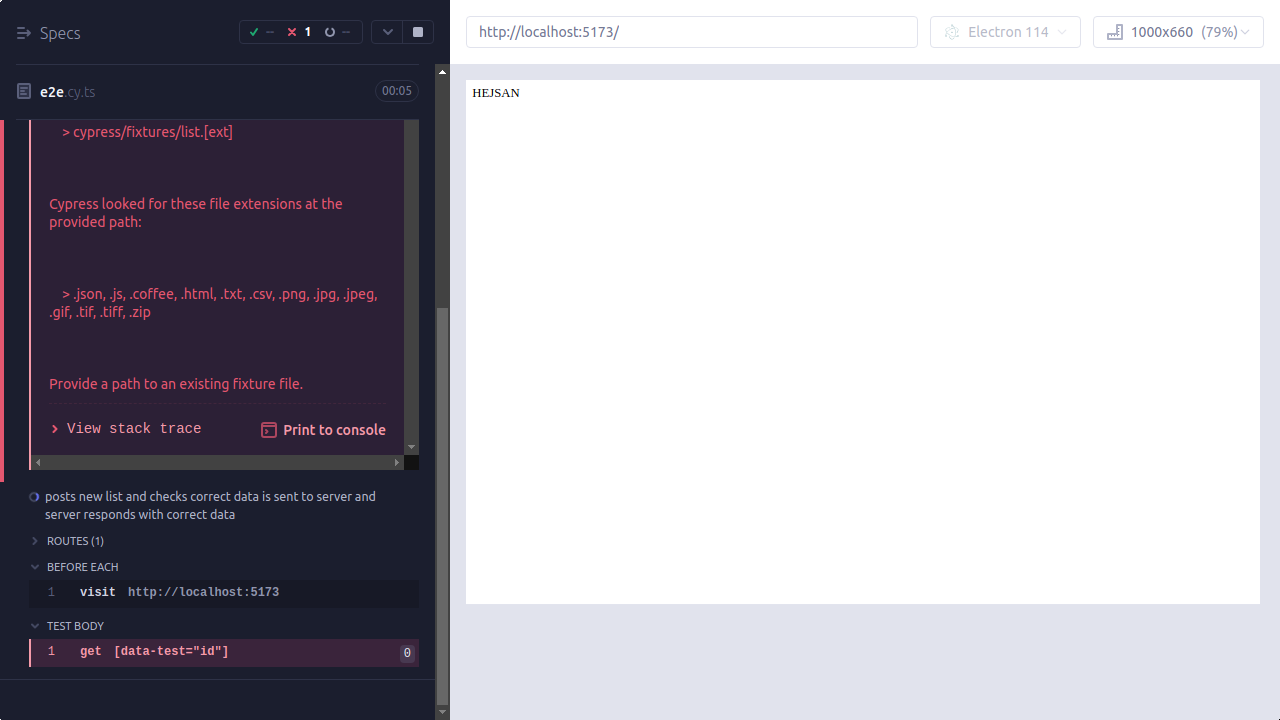 Specs
-- 1 --
http://localhost:5173/
Electron 114
1000x660 (79%)
e2e.cy.ts
00:05
HEJSAN
> cypress/fixtures/list.[ext]
Cypress looked for these file extensions at the
provided path:
> .json, .js, .coffee, .html, .txt, .csv, .png, .jpg, .jpeg,
.gif, .tif, .tiff, .zip
Provide a path to an existing fixture file.
View stack trace
Print to console
posts new list and checks correct data is sent to server and
server responds with correct data
ROUTES (1)
BEFORE EACH
1 visit http://localhost:5173
TEST BODY
1 get [data-test="id"] 0